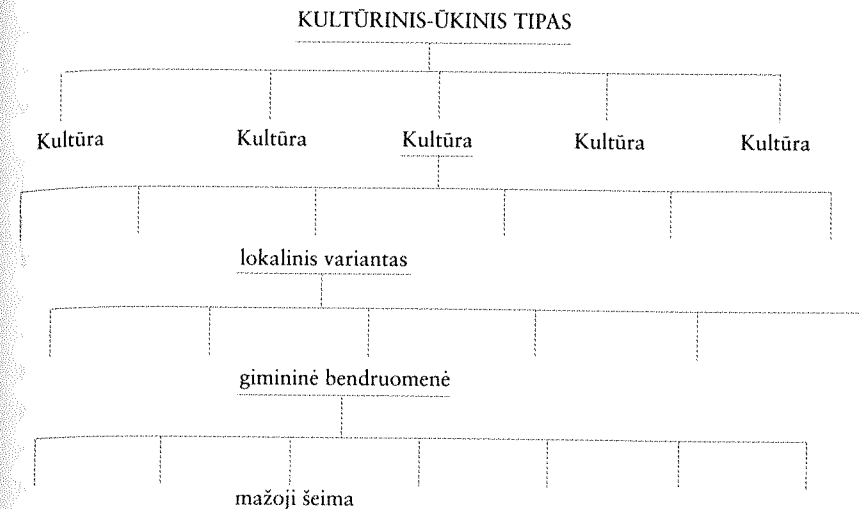 KULTŪRINIS-ŪKINIS TIPAS
Kultūra Kultūra Kultūra Kultūra Kultūra
lokalinis variantas
gimininė bendruomenė
mažoji šeima